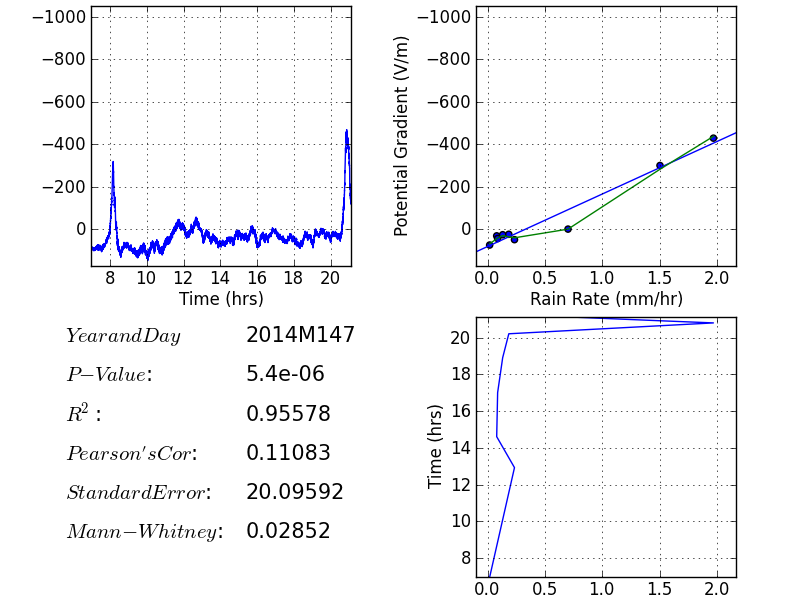 −1000
−800
−600
−400
−200
0
8 10 12 14 16 18 20
Time (hrs)
Potential Gradient (V/m)
−1000
−800
−600
−400
−200
0
0.0 0.5 1.0 1.5 2.0
Rain Rate (mm/hr)
YearandDay 2014M147
P−Value: 5.4e-06
R²: 0.95578
Pearson'sCor: 0.11083
StandardError: 20.09592
Mann−Whitney: 0.02852
Time (hrs)
20
18
16
14
12
10
8
0.0 0.5 1.0 1.5 2.0